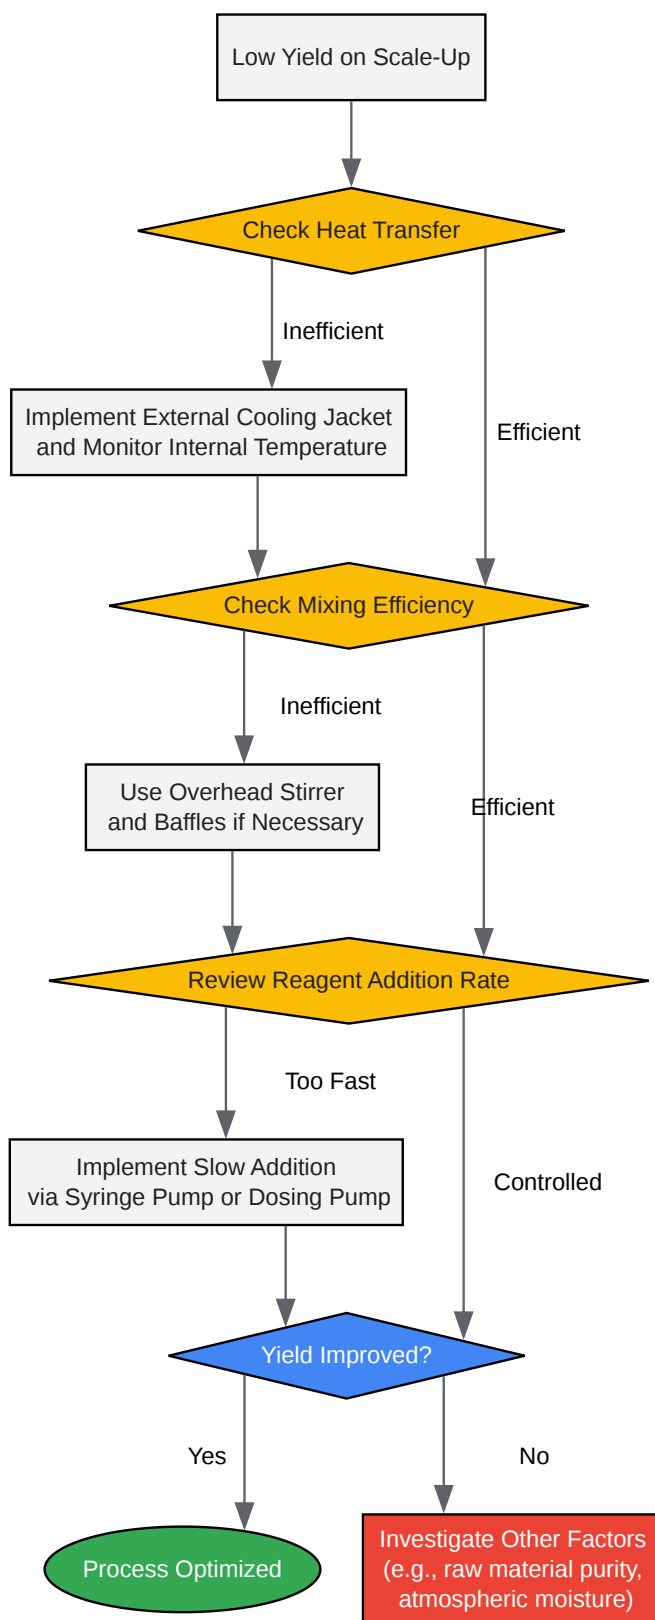 Low Yield on Scale-Up
Check Heat Transfer
Inefficient
Implement External Cooling Jacket
and Monitor Internal Temperature
Efficient
Check Mixing Efficiency
Inefficient
Use Overhead Stirrer
and Baffles if Necessary
Efficient
Review Reagent Addition Rate
Too Fast
Implement Slow Addition
via Syringe Pump or Dosing Pump
Controlled
Yield Improved?
Yes
No
Process Optimized
Investigate Other Factors
(e.g., raw material purity,
atmospheric moisture)